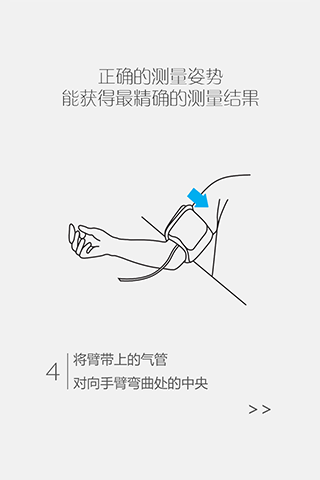 正确的测量姿势
能获得最精确的测量结果
4
将臂带上的气管
对向手臂弯曲处的中央
>>